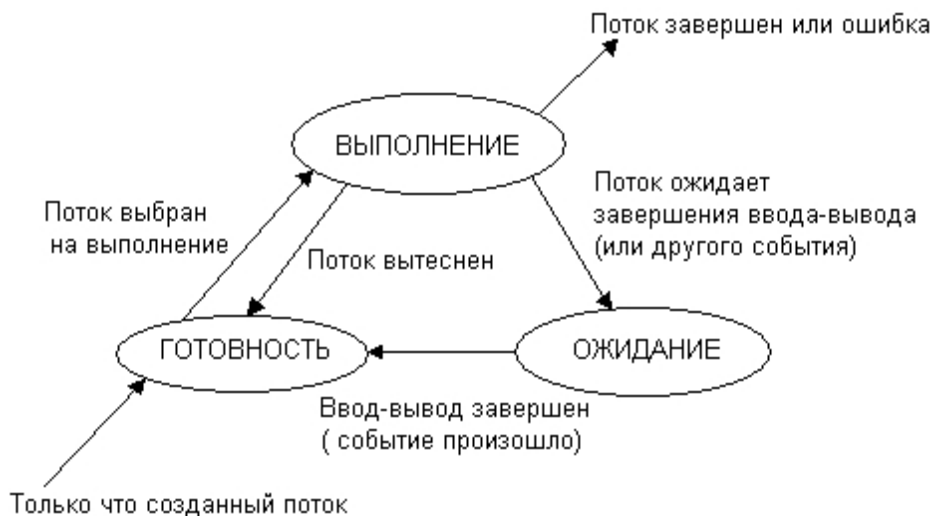 Поток завершен или ошибка
ВЫПОЛНЕНИЕ
Поток выбран
на выполнение
Поток вытеснен
Поток ожидает
завершения ввода-вывода
(или другого события)
ГОТОВНОСТЬ
ОЖИДАНИЕ
Ввод-вывод завершен
( событие произошло)
Только что созданный поток